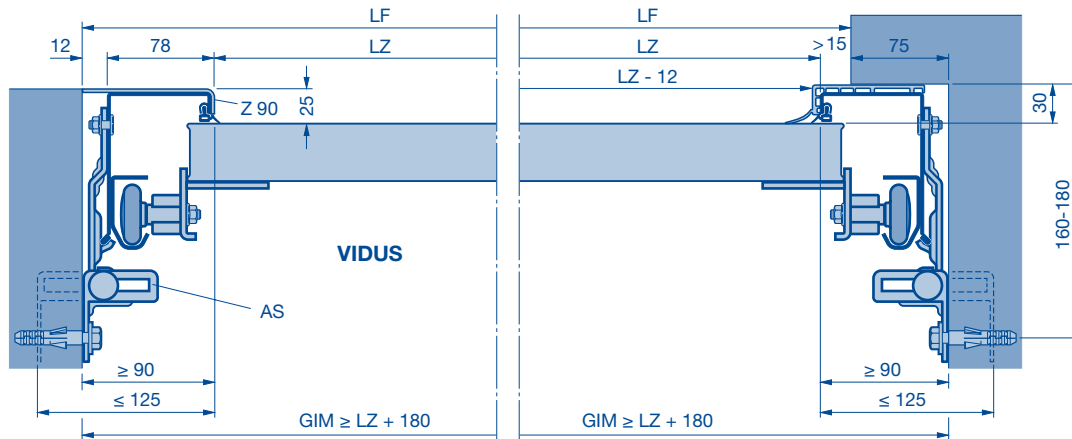 LF
LF
12
78
LZ
LZ
>15
75
LZ - 12
Z 90
25
30
160-180
VIDUS
AS
≥ 90
≥ 90
≤ 125
≤ 125
GIM ≥ LZ + 180
GIM ≥ LZ + 180